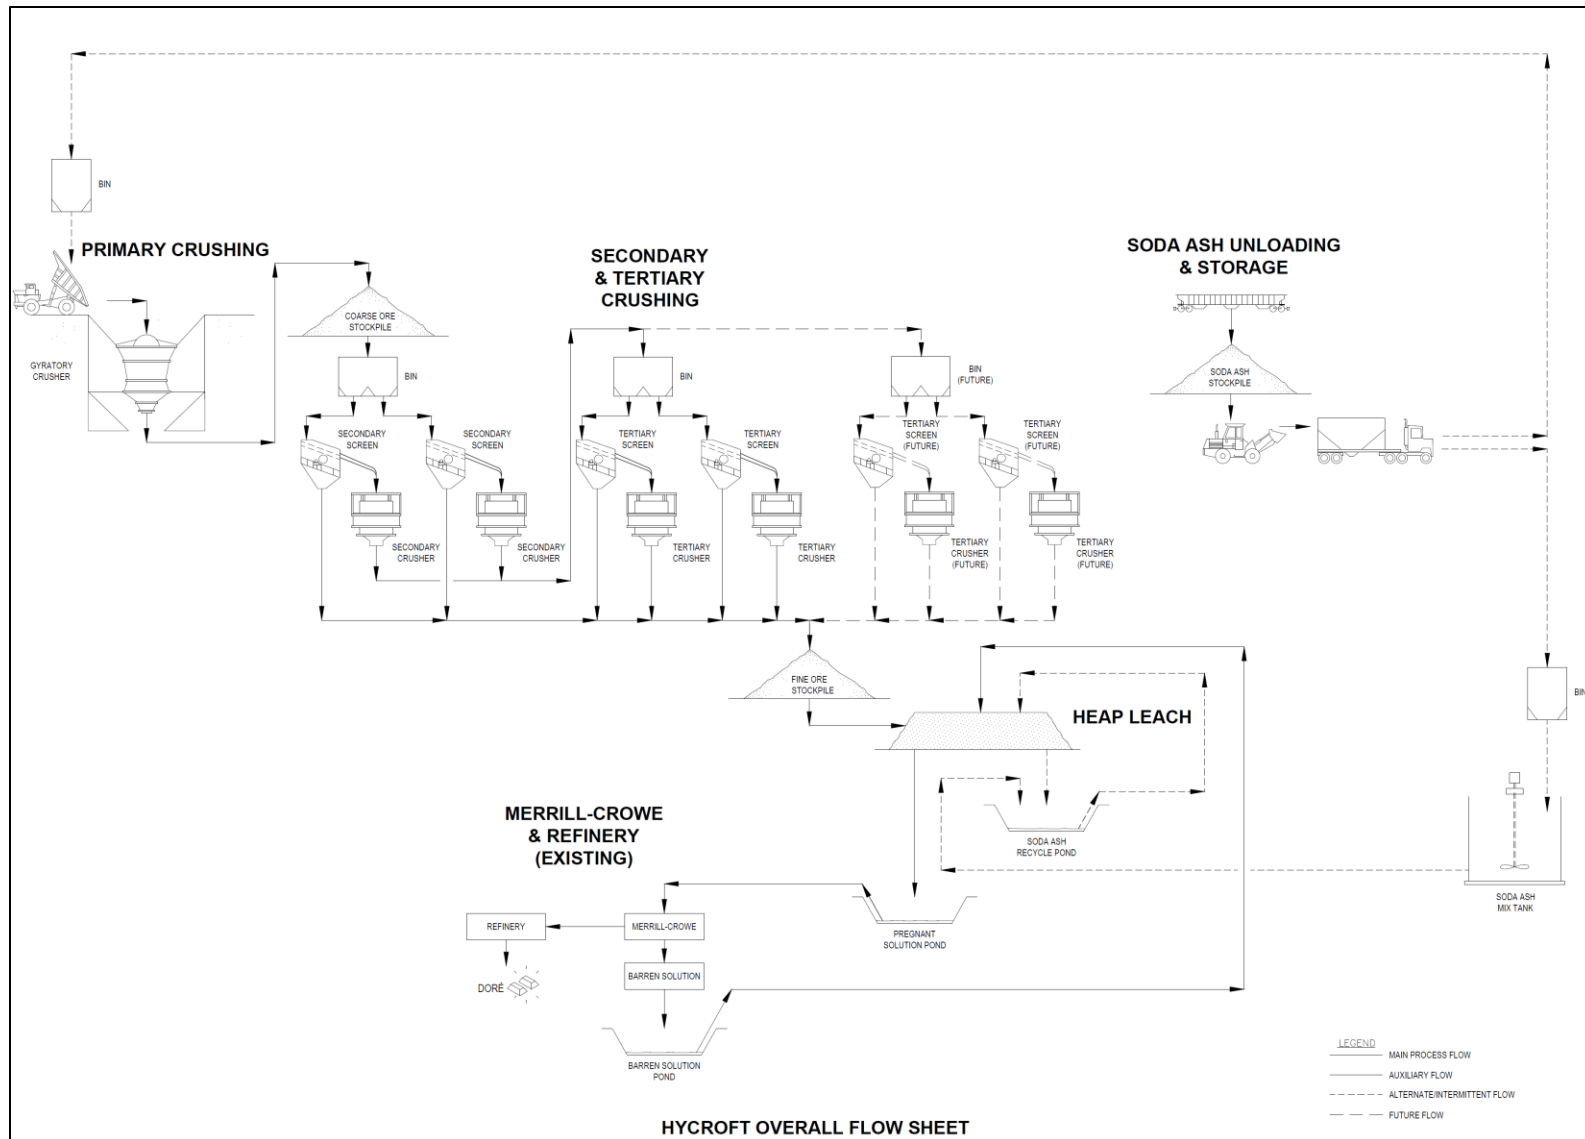 BIN
PRIMARY CRUSHING
GYRATORY
CRUSHER
COARSE ORE
STOCKPILE
BIN
SECONDARY
& TERTIARY
CRUSHING
BIN
BIN
(FUTURE)
SODA ASH UNLOADING
& STORAGE
SODA ASH
STOCKPILE
SECONDARY
SCREEN
SECONDARY
SCREEN
TERTIARY
SCREEN
TERTIARY
SCREEN
TERTIARY
SCREEN
(FUTURE)
TERTIARY
SCREEN
(FUTURE)
SECONDARY
CRUSHER
SECONDARY
CRUSHER
TERTIARY
CRUSHER
TERTIARY
CRUSHER
TERTIARY
CRUSHER
(FUTURE)
TERTIARY
CRUSHER
(FUTURE)
FINE ORE
STOCKPILE
HEAP LEACH
BIN
MERRILL-CROWE
& REFINERY
(EXISTING)
SODA ASH
RECYCLE POND
SODA ASH
MIX TANK
REFINERY
MERRILL-CROWE
PREGNANT
SOLUTION POND
DORÉ
BARREN SOLUTION
BARREN SOLUTION
POND
LEGEND
MAIN PROCESS FLOW
AUXILIARY FLOW
ALTERNATE/INTERMITTENT FLOW
FUTURE FLOW
HYCROFT OVERALL FLOW SHEET